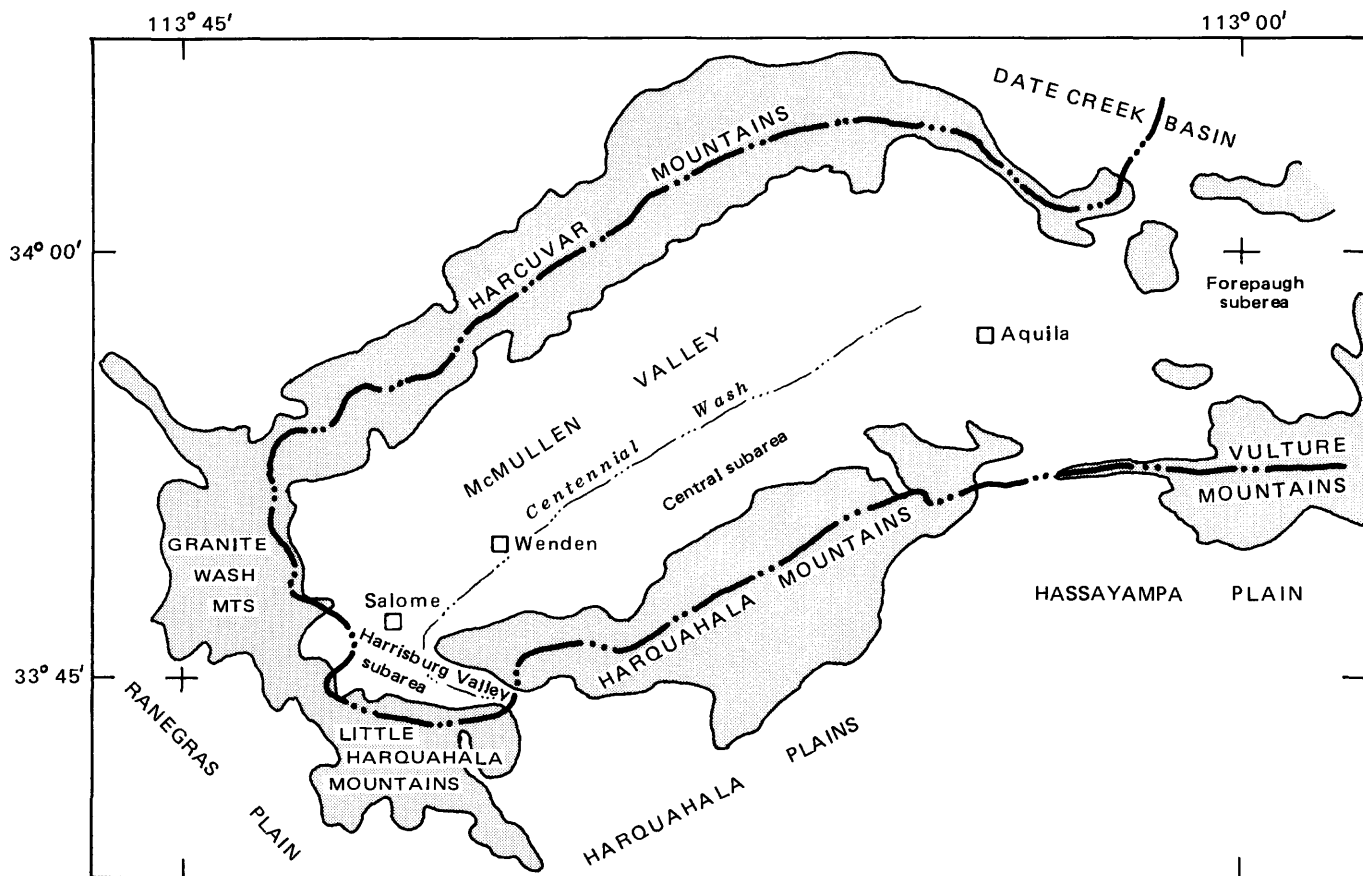 113° 45′
113° 00′
DATE CREEK
BASIN
HARCUVAR MOUNTAINS
34° 00′
Forepaugh
suberea
Aquila
McMULLEN VALLEY
Centennial Wash
Central subarea
VULTURE
MOUNTAINS
Wenden
GRANITE
WASH
MTS
Salome
HASSAYAMPA PLAIN
Harrisburg Valley
subarea
HARQUAHALA MOUNTAINS
33° 45′
RANEGRAS PLAIN
LITTLE
HARQUAHALA
MOUNTAINS
HARQUAHALA PLAINS